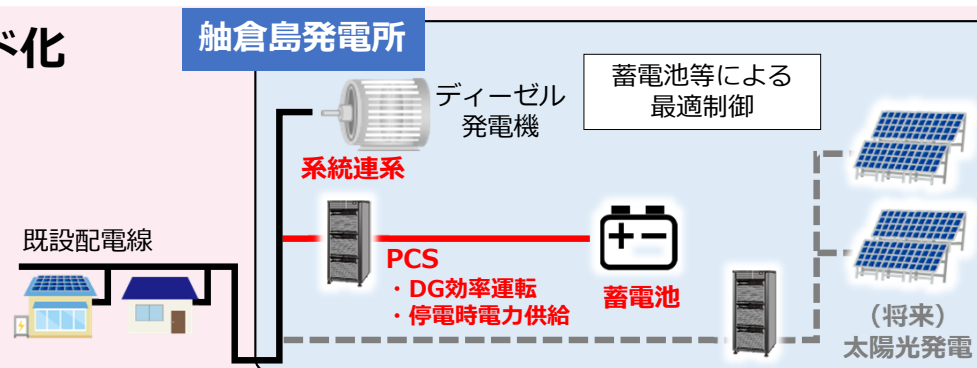 ド化
舳倉島発電所
ディーゼル
発電機
蓄電池等による
最適制御
系統連系
既設配電線
PCS
・DG効率運転
・停電時電力供給
蓄電池
（将来）
太陽光発電